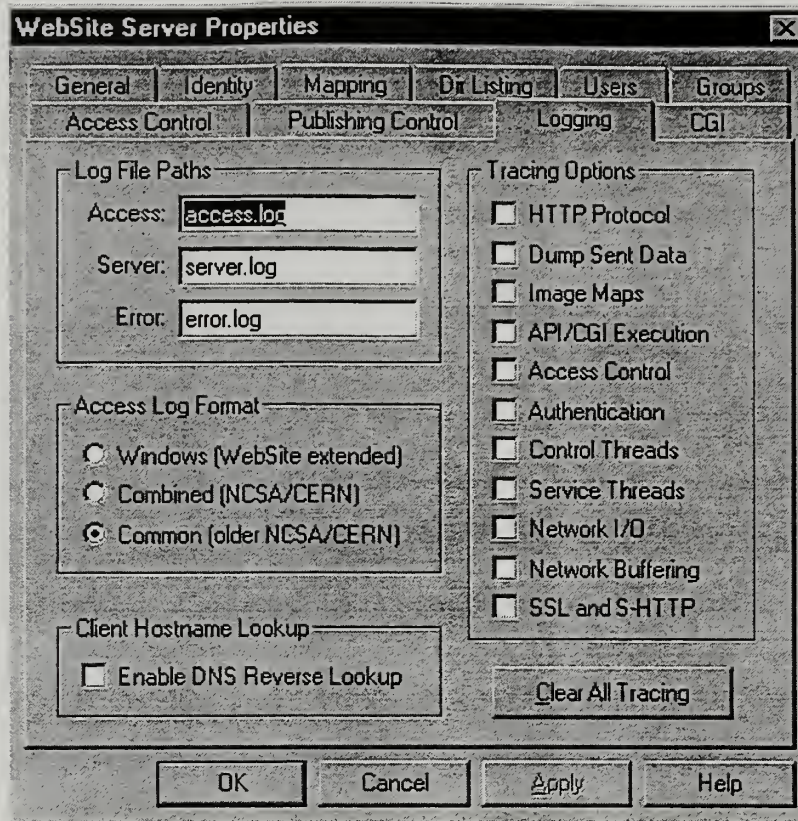 WebSite Server Properties
General Identity Mapping Dir Listing Users Groups
Access Control Publishing Control Logging CGI
Log File Paths
Access: access.log
Server: server.log
Error: error.log
Access Log Format
Windows (WebSite extended)
Combined (NCSA/CERN)
Common (older NCSA/CERN)
Client Hostname Lookup
Enable DNS Reverse Lookup
Tracing Options
HTTP Protocol
Dump Sent Data
Image Maps
API/CGI Execution
Access Control
Authentication
Control Threads
Service Threads
Network I/O
Network Buffering
SSL and S-HTTP
Clear All Tracing
OK Cancel Apply Help